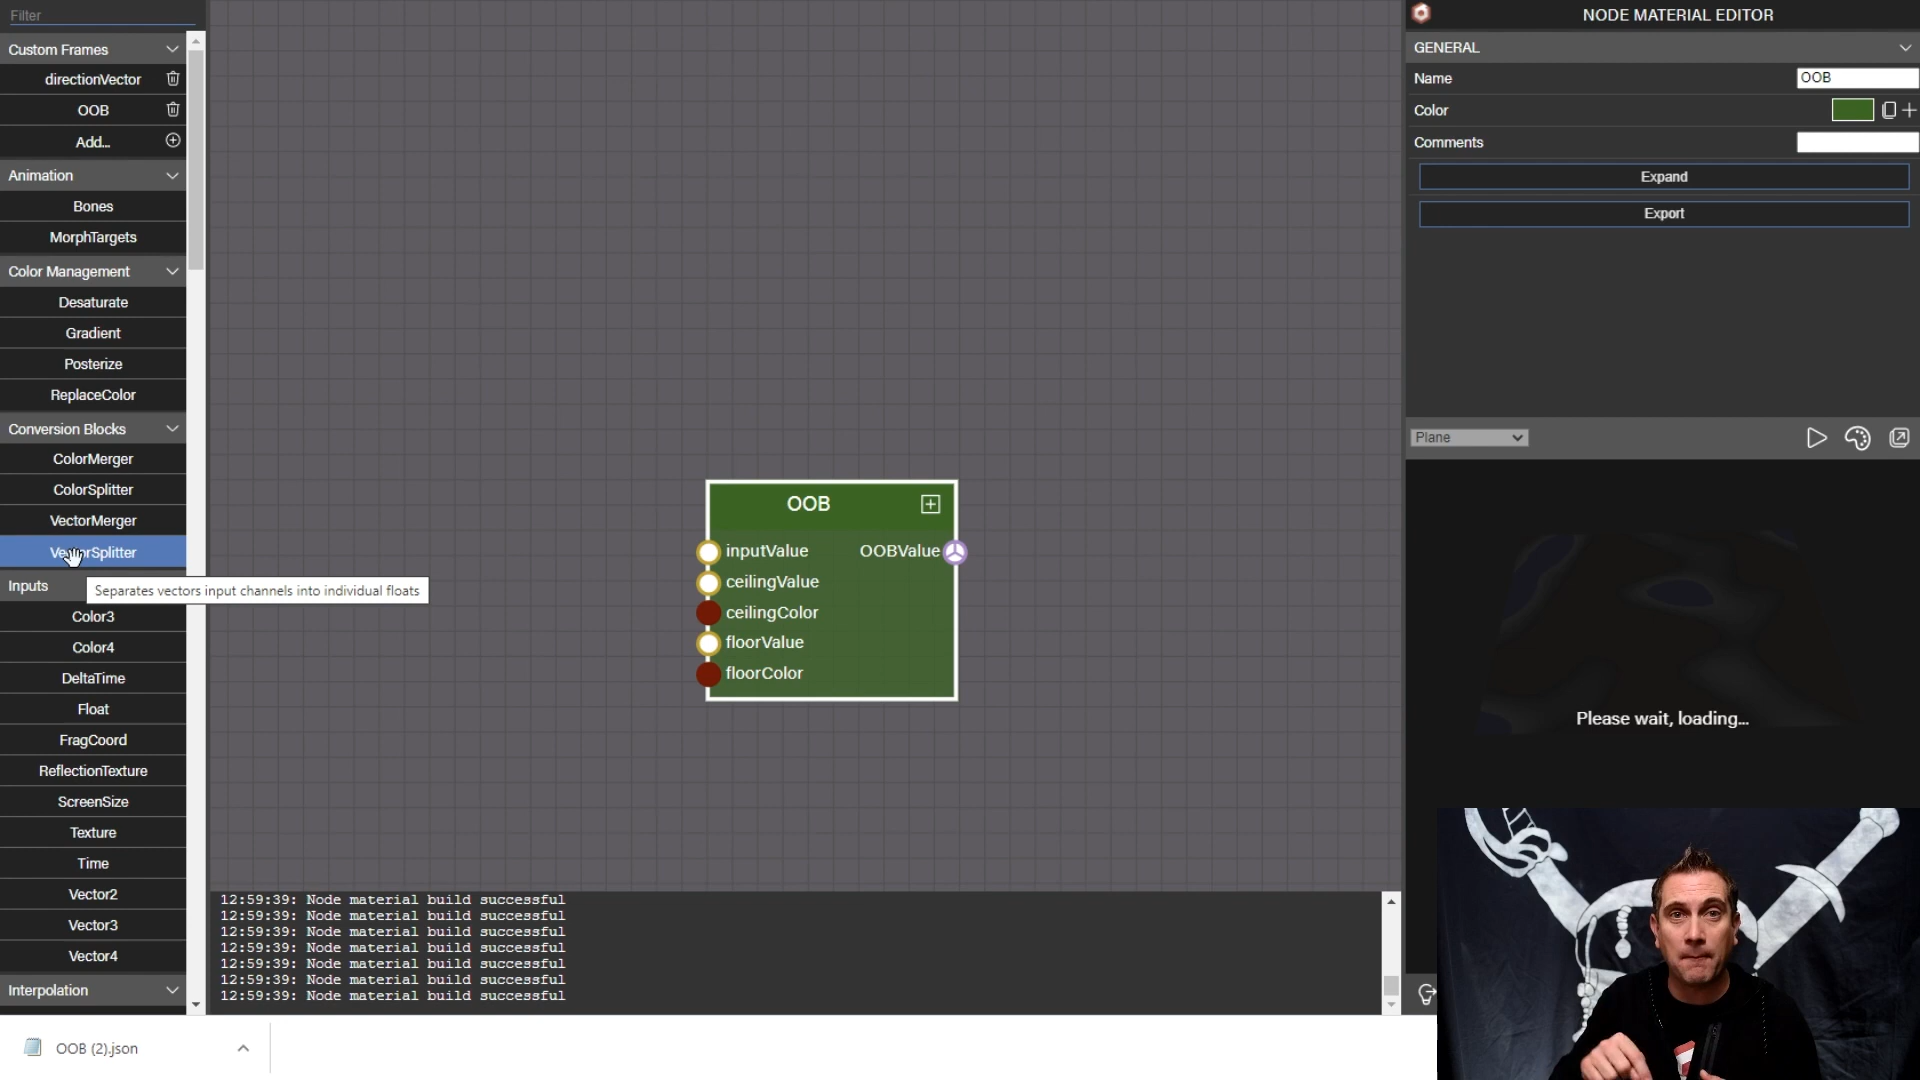 Filter
Custom Frames
directionVector
OOB
Add...
Animation
Bones
MorphTargets
Color Management
Desaturate
Gradient
Posterize
ReplaceColor
Conversion Blocks
ColorMerger
ColorSplitter
VectorMerger
VectorSplitter
Separates vectors input channels into individual floats
Inputs
Color3
Color4
DeltaTime
Float
FragCoord
ReflectionTexture
ScreenSize
Texture
Time
Vector2
Vector3
Vector4
Interpolation
OOB
inputValue OOBValue
ceilingValue
ceilingColor
floorValue
floorColor
12:59:39: Node material build successful
12:59:39: Node material build successful
12:59:39: Node material build successful
12:59:39: Node material build successful
12:59:39: Node material build successful
12:59:39: Node material build successful
12:59:39: Node material build successful
NODE MATERIAL EDITOR
GENERAL
Name OOB
Color
Comments
Expand
Export
Plane
Please wait, loading...
OOB (2).json